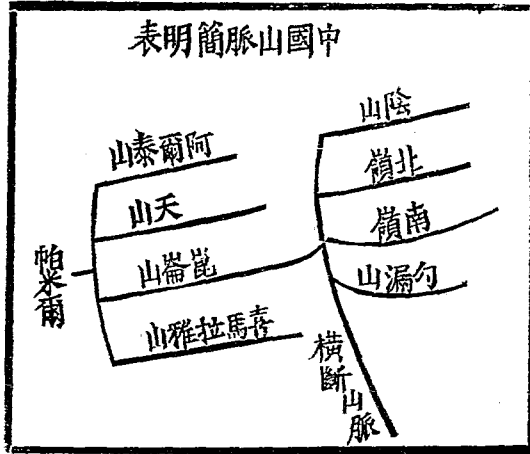 中國山脈簡明表
帕米爾
阿爾泰山
天山
崑崙山
喜馬拉雅山
陰山
北嶺
南嶺
勾漏山
橫斷山脈